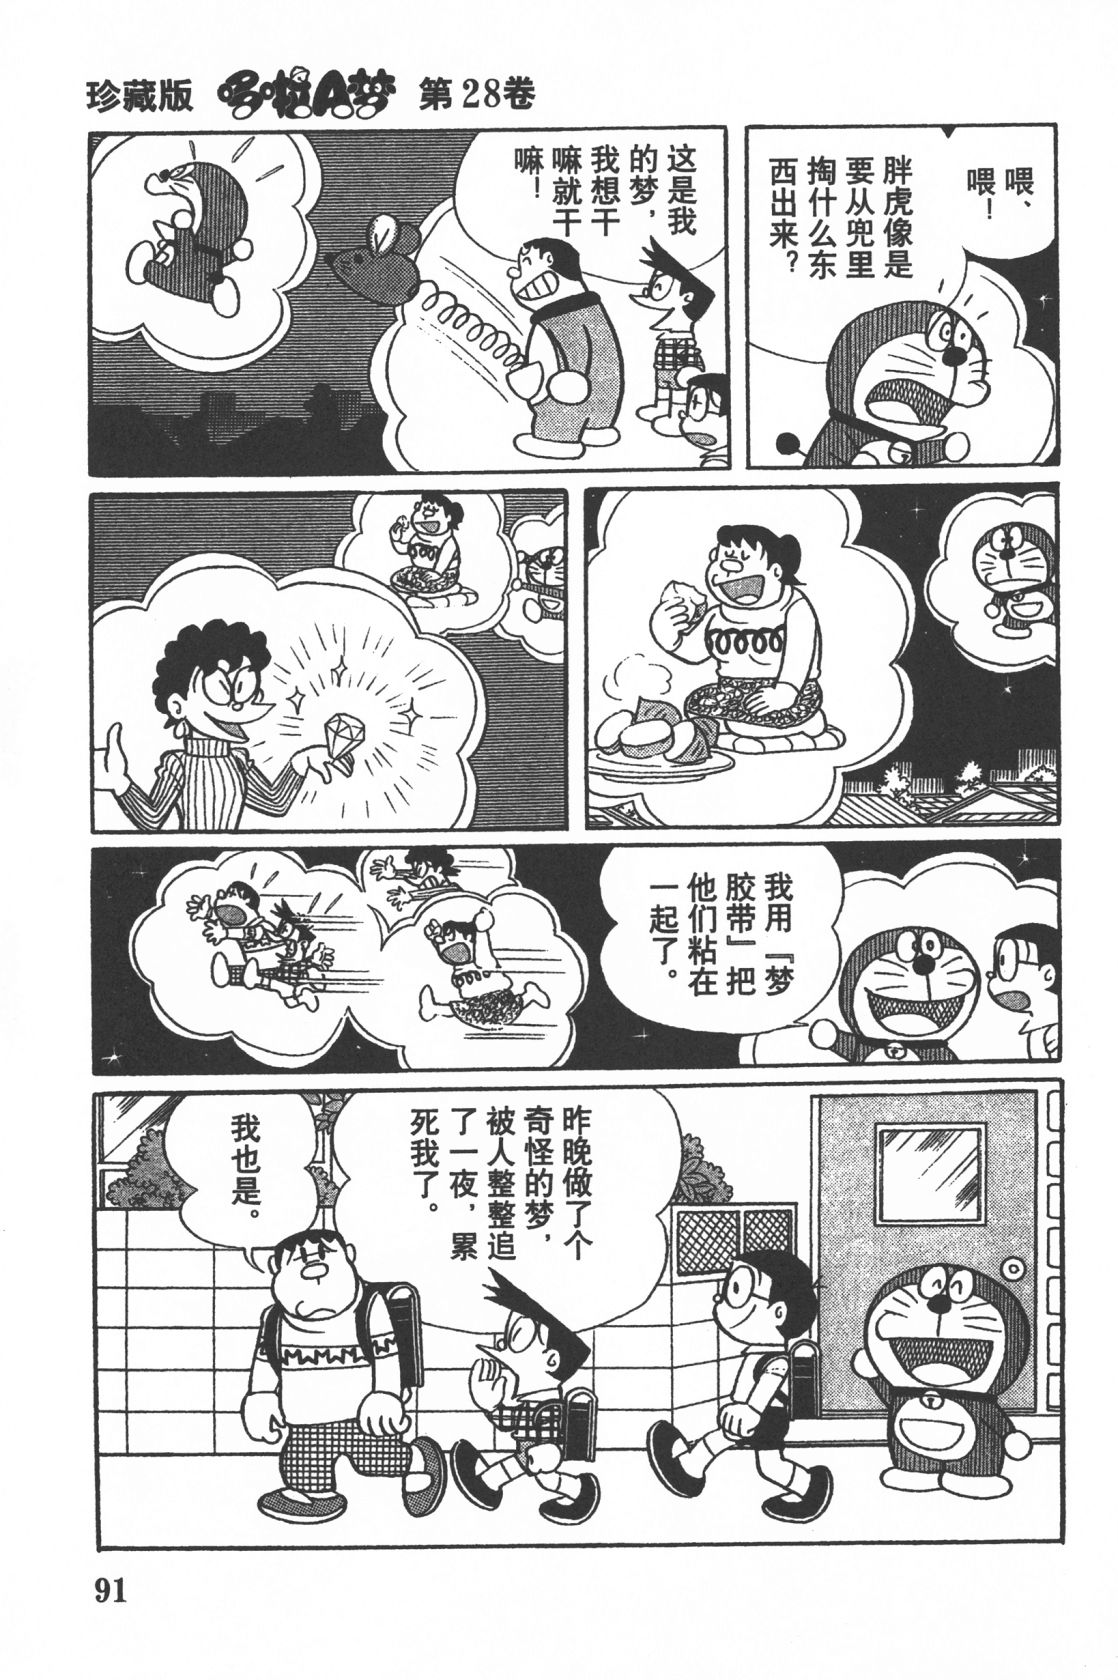 珍藏版 哆啦A梦 第28卷
喂、
喂！
胖虎像是
要从兜里
掏什么东
西出来？
这是我
的梦，
我想干
嘛就干
嘛！
我用『梦
胶带』把
他们粘在
一起了。
昨晚做了个
奇怪的梦，
被人整整追
了一夜，累
死我了。
我也是。
91